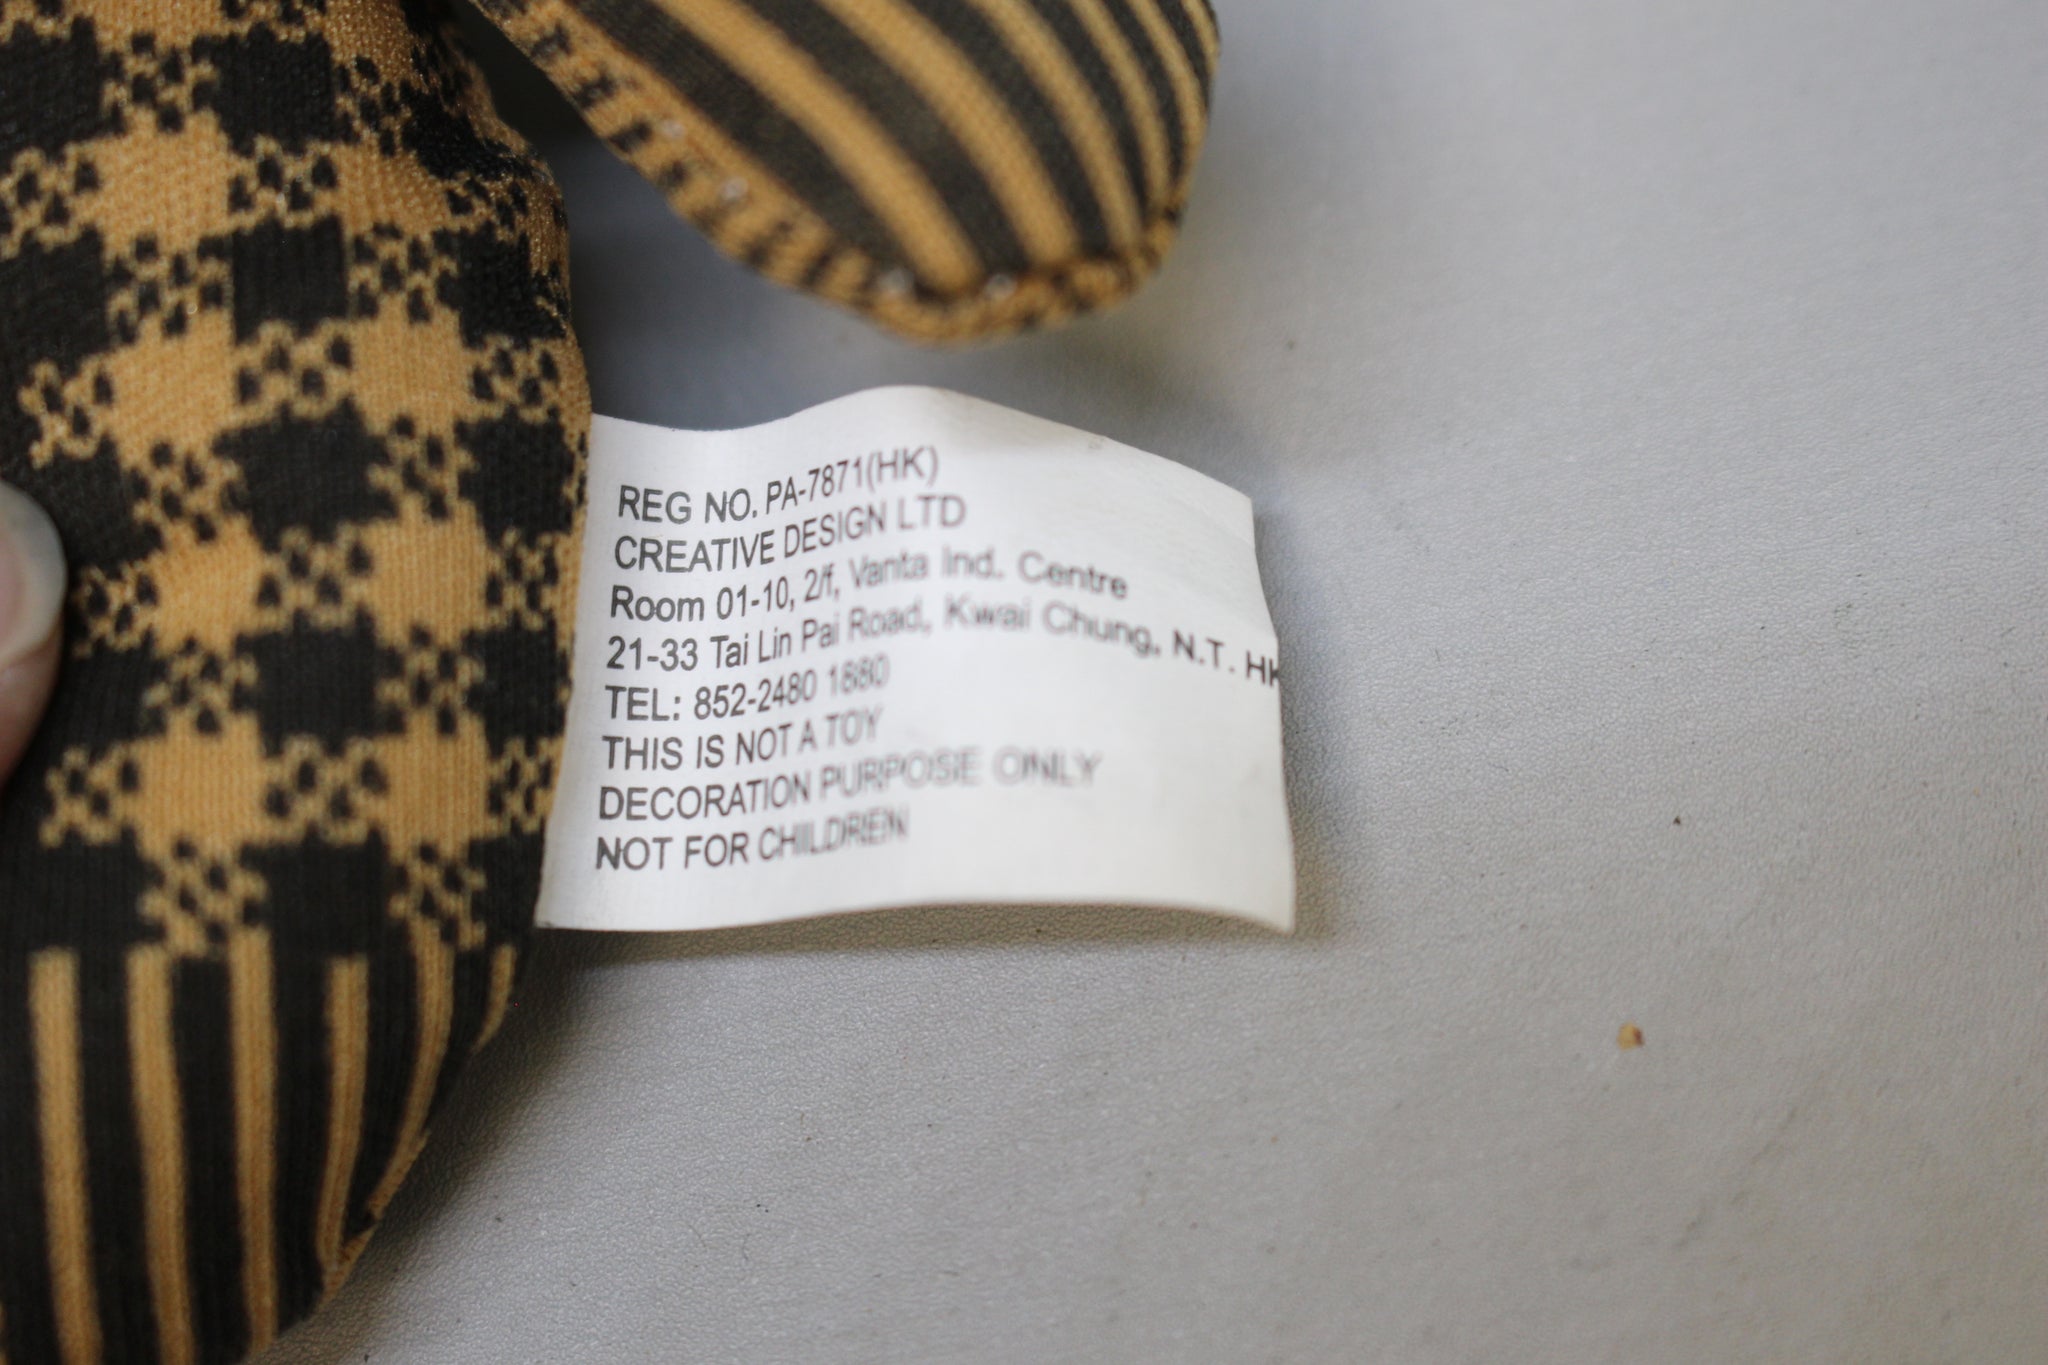 REG NO. PA-7871(HK)
CREATIVE DESIGN LTD
Room 01-10, 2/f, Vanta Ind. Centre
21-33 Tai Lin Pai Road, Kwai Chung, N.T. HK
TEL: 852-2480 1880
THIS IS NOT A TOY
DECORATION PURPOSE ONLY
NOT FOR CHILDREN